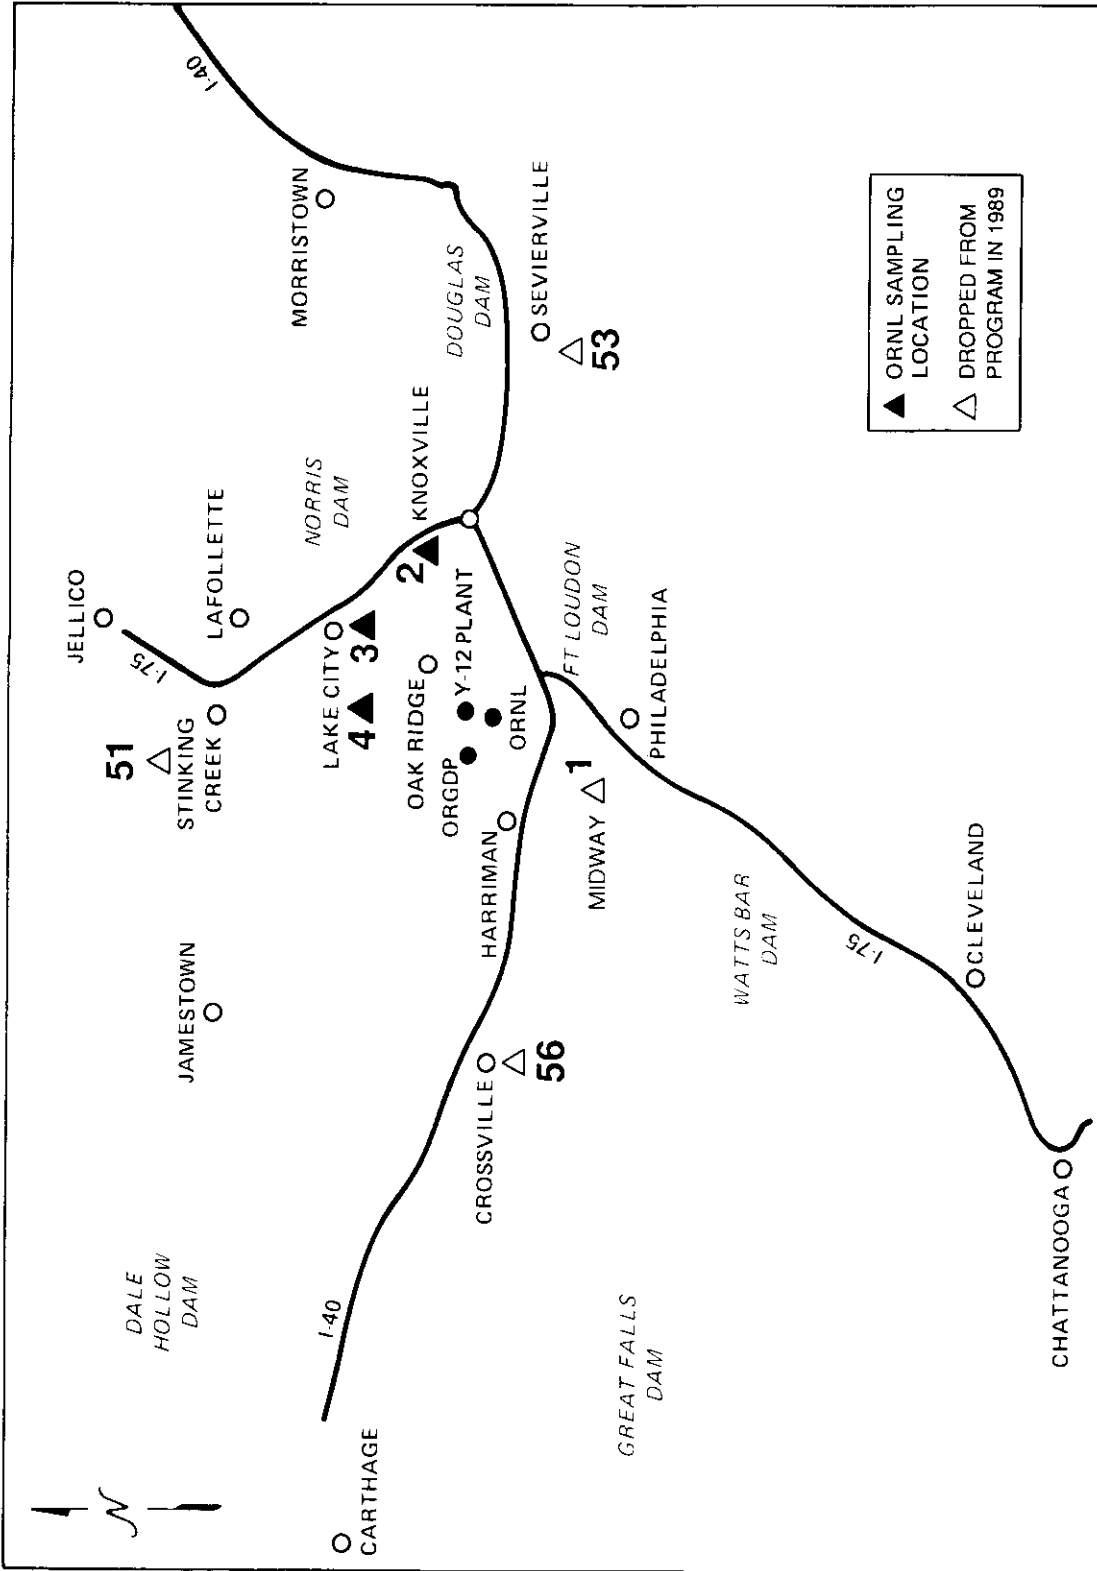 N
JELLICO
I-75
51
STINKING
CREEK
LAFOLLETTE
JAMESTOWN
DALE
HOLLOW
DAM
I-40
MORRISTOWN
NORRIS
DAM
LAKE CITY
3
4
2
KNOXVILLE
DOUGLAS
DAM
I-40
CARTHAGE
OAK RIDGE
Y-12 PLANT
ORGDP
ORNL
HARRIMAN
CROSSVILLE
56
SEVIERVILLE
53
MIDWAY
1
FT LOUDON
DAM
PHILADELPHIA
GREAT FALLS
DAM
WATTS BAR
DAM
I-75
CLEVELAND
CHATTANOOGA
ORNL SAMPLING
LOCATION
DROPPED FROM
PROGRAM IN 1989